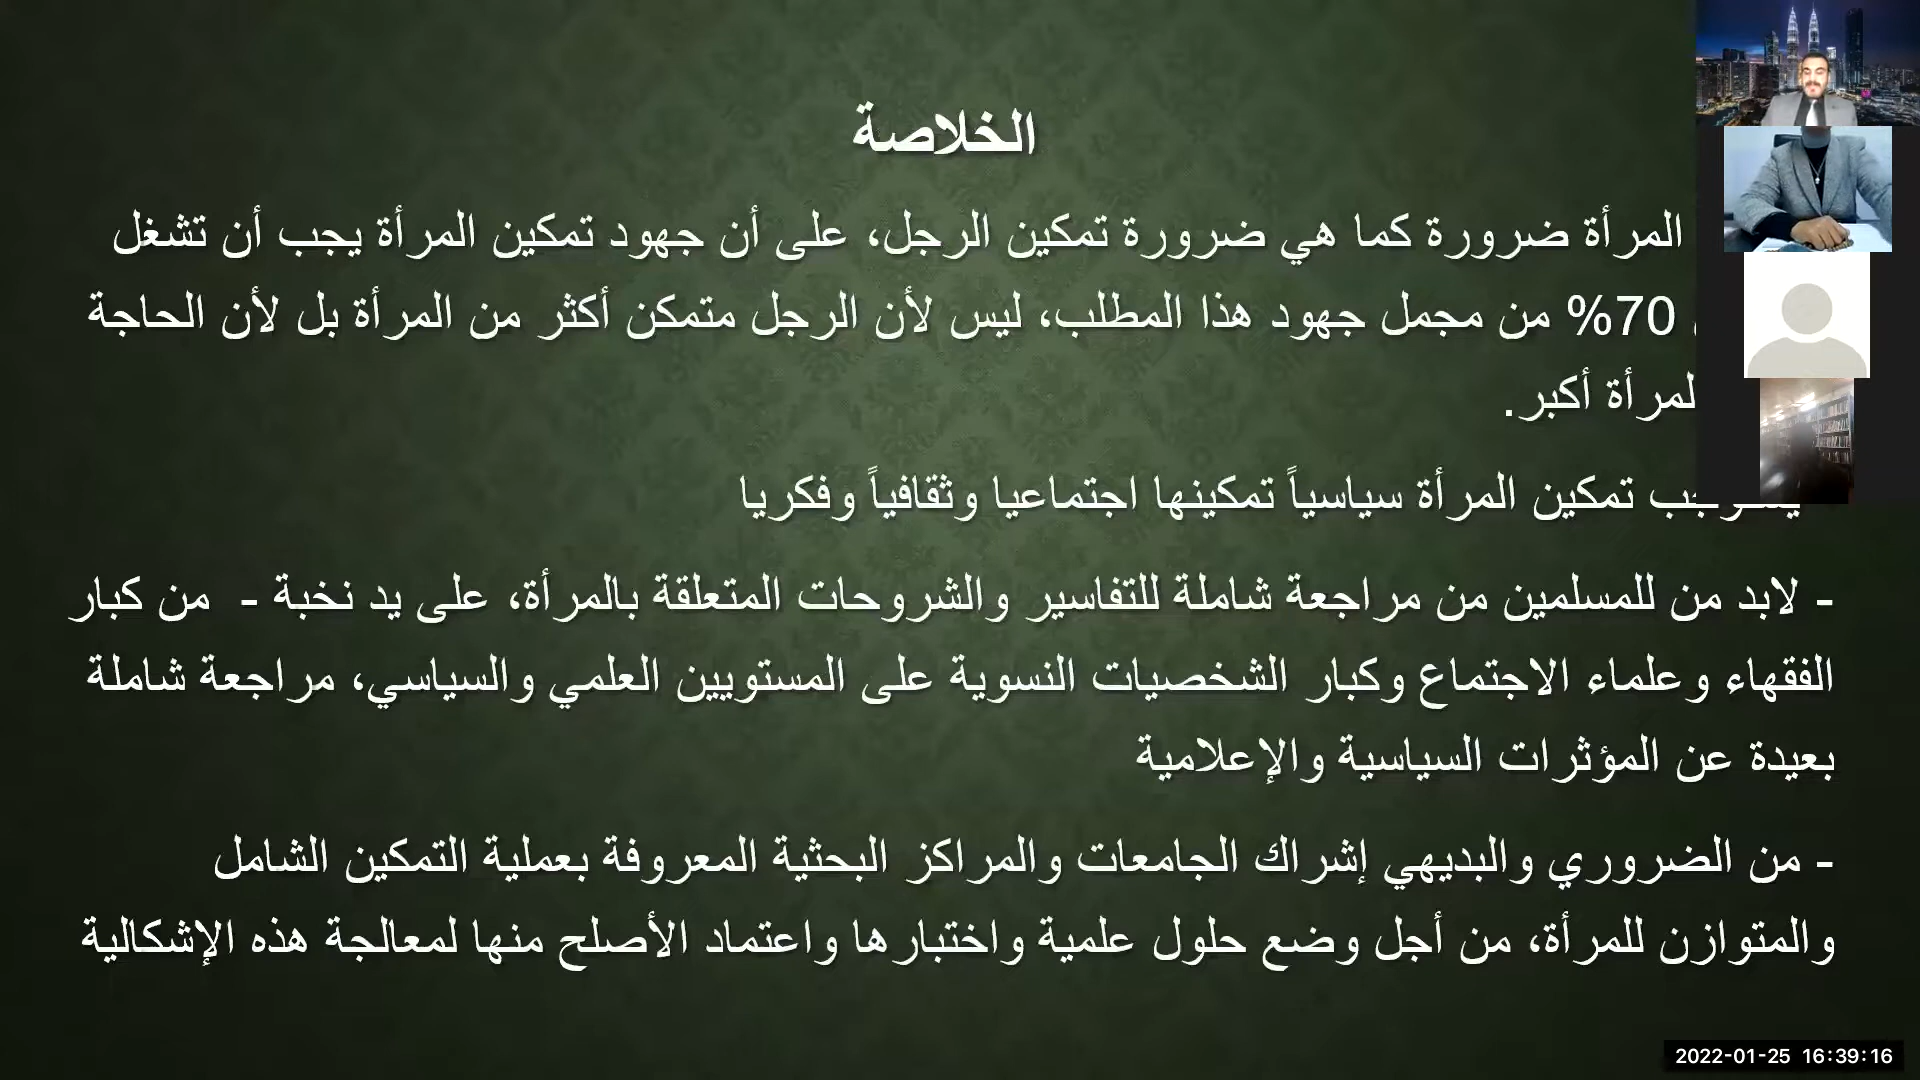 الخلاصة
المرأة ضرورة كما هي ضرورة تمكين الرجل، على أن جهود تمكين المرأة يجب أن تشغل
70% من مجمل جهود هذا المطلب، ليس لأن الرجل متمكن أكثر من المرأة بل لأن الحاجة
لمرأة أكبر.
تمكين المرأة سياسياً تمكينها اجتماعيا وثقافياً وفكريا
- لابد من للمسلمين من مراجعة شاملة للتفاسير والشروحات المتعلقة بالمرأة، على يد نخبة - من كبار
الفقهاء وعلماء الاجتماع وكبار الشخصيات النسوية على المستويين العلمي والسياسي، مراجعة شاملة
بعيدة عن المؤثرات السياسية والإعلامية
- من الضروري والبديهي إشراك الجامعات والمراكز البحثية المعروفة بعملية التمكين الشامل
والمتوازن للمرأة، من أجل وضع حلول علمية واختبارها واعتماد الأصلح منها لمعالجة هذه الإشكالية
2022-01-25 16:39:16